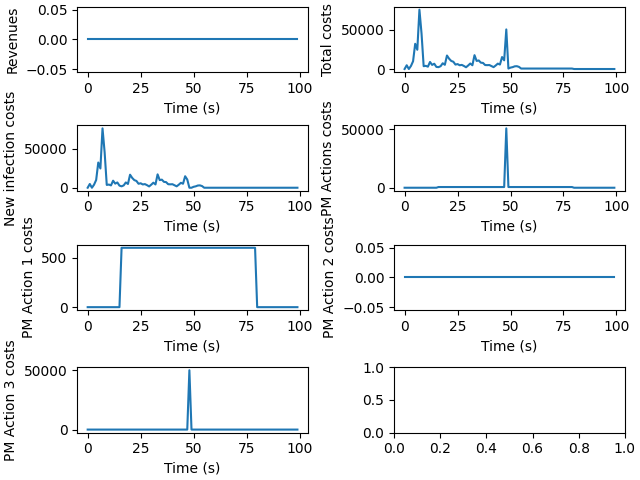 Revenues
0.05
0.00
−0.05
0 25 50 75 100
Time (s)
Total costs
50000
0
0 25 50 75 100
Time (s)
New infection costs
50000
0
0 25 50 75 100
Time (s)
PM Actions costs
50000
0
0 25 50 75 100
Time (s)
PM Action 1 costs
500
0
0 25 50 75 100
Time (s)
PM Action 2 costs
0.05
0.00
−0.05
0 25 50 75 100
Time (s)
PM Action 3 costs
50000
0
0 25 50 75 100
Time (s)
1.0
0.5
0.0
0.0 0.2 0.4 0.6 0.8 1.0